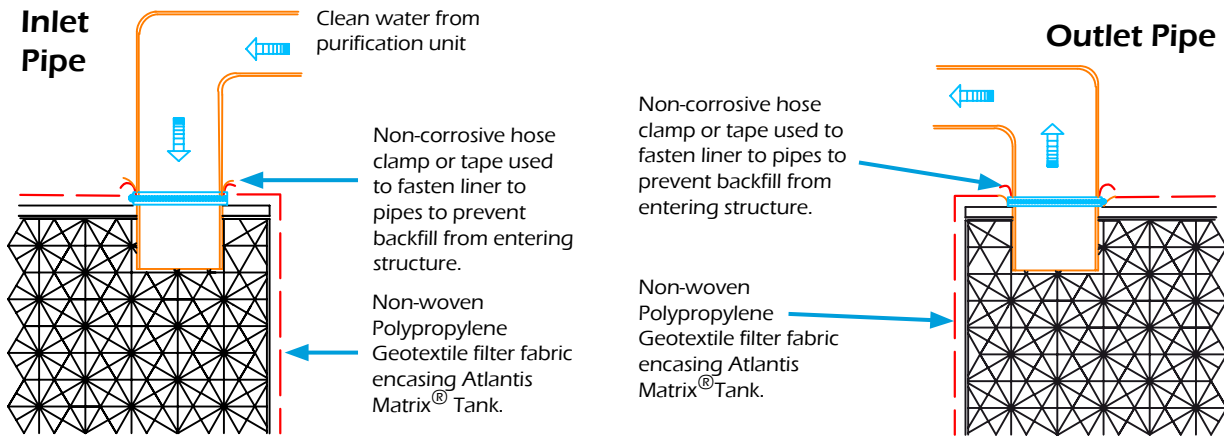 Inlet
Pipe
Clean water from
purification unit
Non-corrosive hose
clamp or tape used
to fasten liner to
pipes to prevent
backfill from entering
structure.
Non-woven
Polypropylene
Geotextile filter fabric
encasing Atlantis
Matrix® Tank.
Outlet Pipe
Non-corrosive hose
clamp or tape used to
fasten liner to pipes to
prevent backfill from
entering structure.
Non-woven
Polypropylene
Geotextile filter fabric
encasing Atlantis
Matrix®Tank.